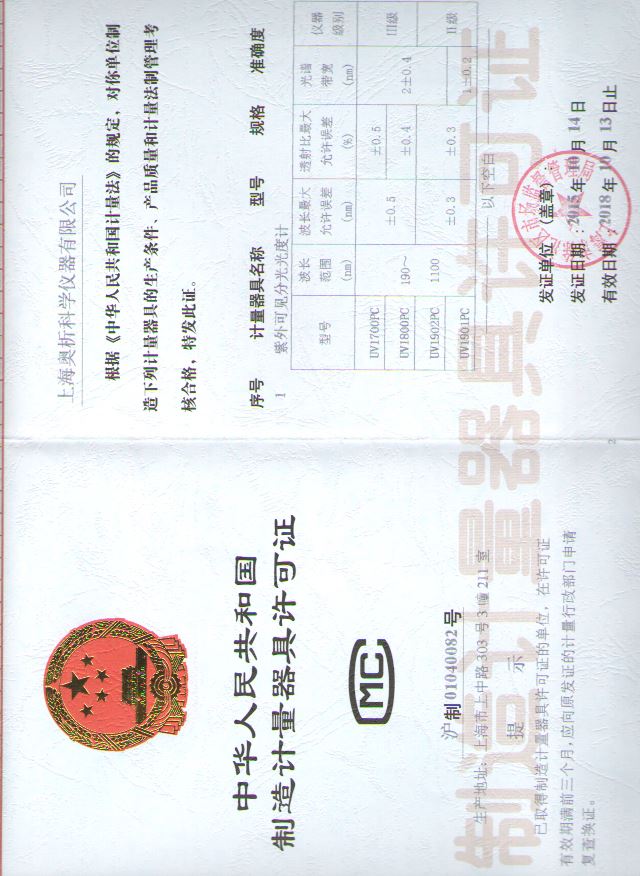 中华人民共和国
制造计量器具许可证
MC
沪制01040082号
生产地址：上海市上中路303号3幢211室
提示
已取得制造计量器具许可证的单位，在许可证
有效期满前三个月，应向原发证的计量行政部门申请
复查换证。
上海奥析科学仪器有限公司
根据《中华人民共和国计量法》的规定，对你单位制
造下列计量器具的生产条件、产品质量和计量法制管理考
核合格，特发此证。
序号 计量器具名称 型号 规格 准确度
1 紫外可见分光光度计
型号 波长范围(nm) 波长最大允许误差(nm) 透射比最大允许误差(%) 光谱带宽(nm) 仪器级别
UV1700PC 190～1100 ±0.5 ±0.5 2±0.4 III级
UV1800PC ±0.4
UV1902PC ±0.3 ±0.3 II级
UV1901PC 1±0.2
以下空白
发证单位（盖章）：
发证日期：2015年10月14日
有效日期：2018年10月13日止
2
制造计量器具许可证